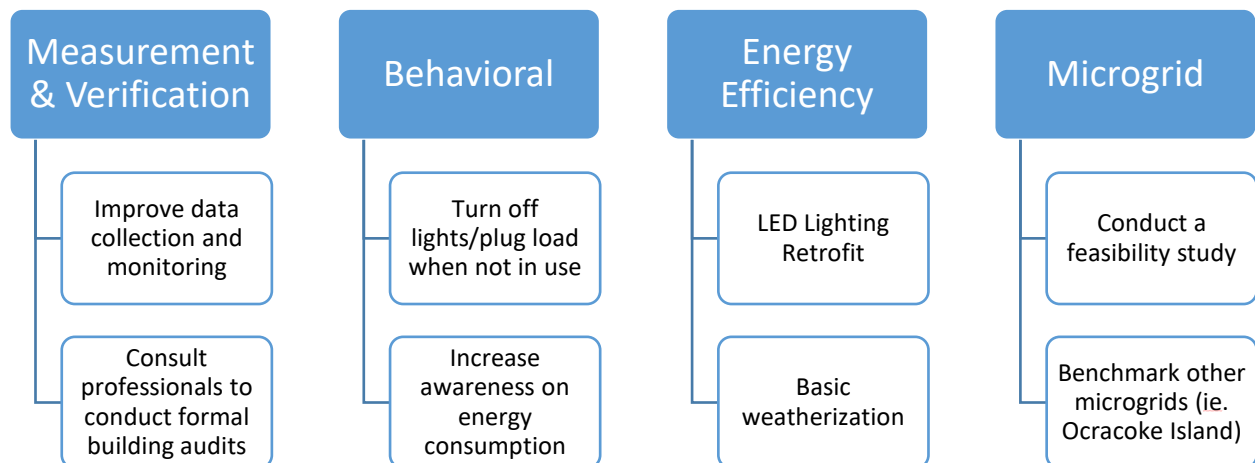 Measurement
& Verification
Improve data
collection and
monitoring
Consult
professionals to
conduct formal
building audits
Behavioral
Turn off
lights/plug load
when not in use
Increase
awareness on
energy
consumption
Energy
Efficiency
LED Lighting
Retrofit
Basic
weatherization
Microgrid
Conduct a
feasibility study
Benchmark other
microgrids (ie.
Ocracoke Island)